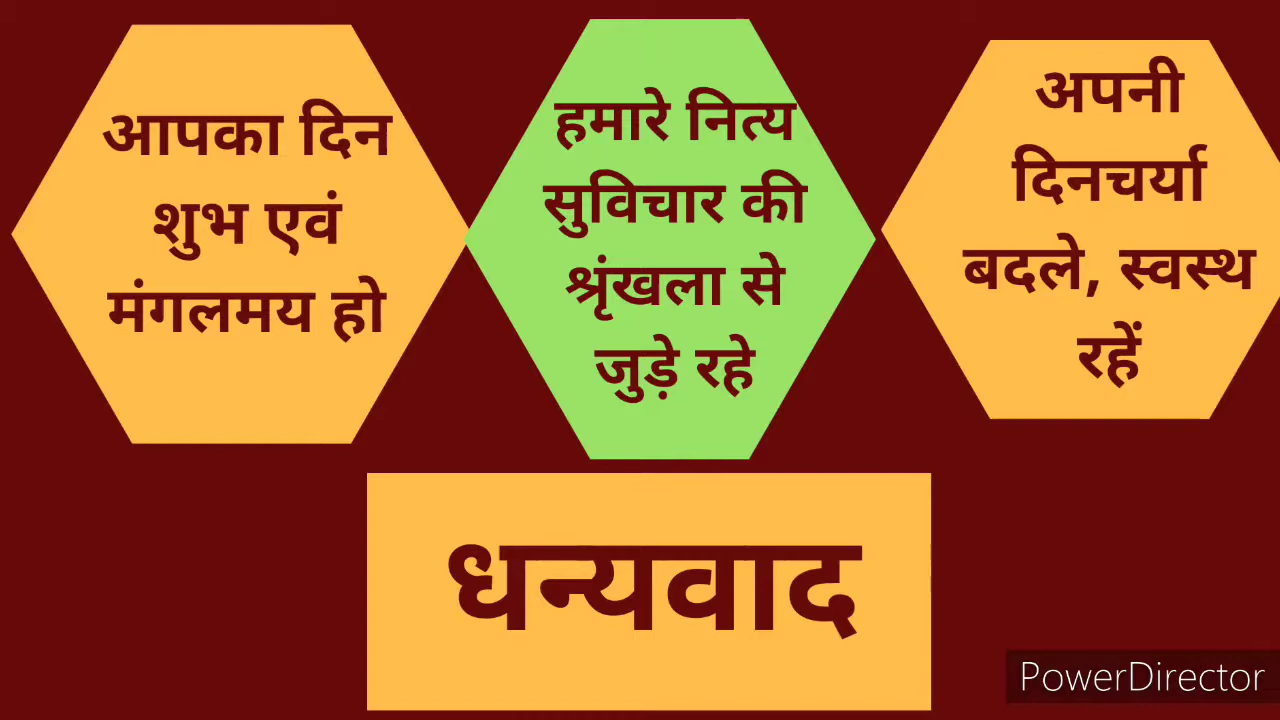 आपका दिन
शुभ एवं
मंगलमय हो
हमारे नित्य
सुविचार की
श्रृंखला से
जुड़े रहे
अपनी
दिनचर्या
बदले, स्वस्थ
रहें
धन्यवाद
PowerDirector